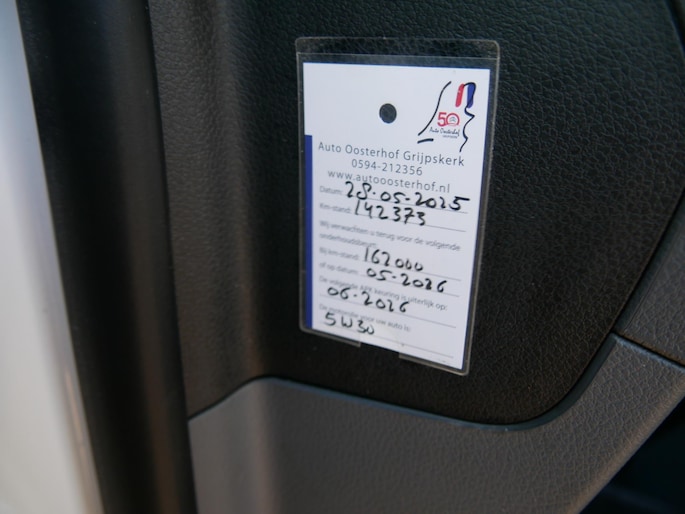 50
Auto Oosterhof
Auto Oosterhof Grijpskerk
0594-212356
www.autooosterhof.nl
Datum: 28-05-2025
Km-stand: 142373
Wij verwachten u terug voor de volgende
onderhoudsbeurt
Bij km-stand: 162000
of op datum: 05-2026
De volgende APK keuring is uiterlijk op:
06-2026
De motorolie voor uw auto is:
5W30